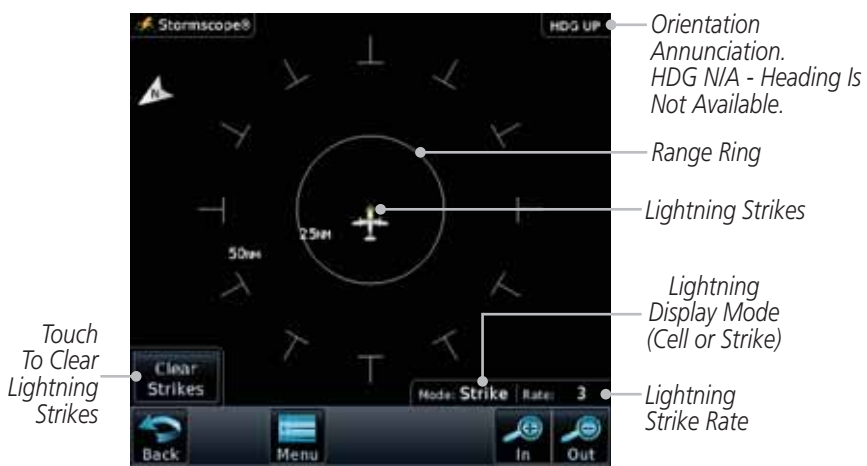 Stormscope®
HDG UP
Orientation
Annunciation.
HDG N/A - Heading Is
Not Available.
N
Range Ring
Lightning Strikes
25NM
50NM
Lightning
Display Mode
(Cell or Strike)
Touch
To Clear
Lightning
Strikes
Clear
Strikes
Mode: Strike
Rate: 3
Lightning
Strike Rate
Back
Menu
In
Out